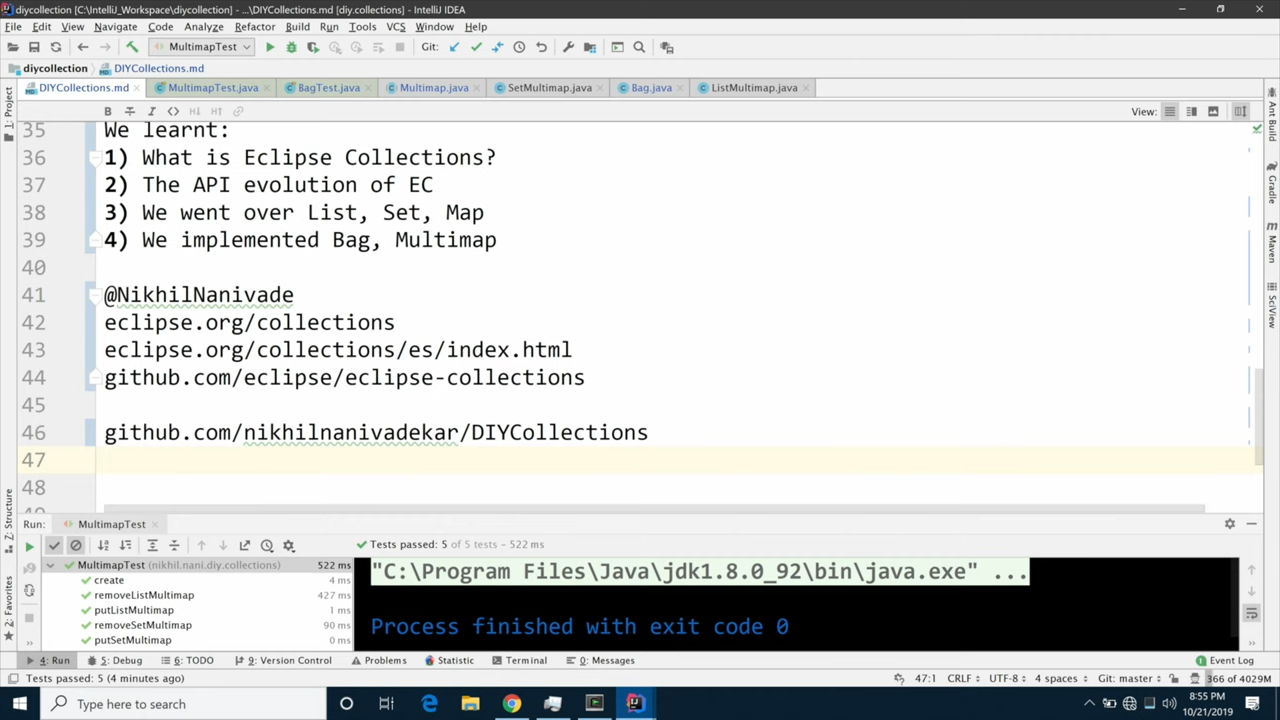 diycollection [C:\IntelliJ_Workspace\diycollection] - ...\DIYCollections.md [diy.collections] - IntelliJ IDEA
File Edit View Navigate Code Analyze Refactor Build Run Tools VCS Window Help
MultimapTest Git:
diycollection DIYCollections.md
DIYCollections.md MultimapTest.java BagTest.java Multimap.java SetMultimap.java Bag.java ListMultimap.java
B I View:
35 We learnt:
36 1) What is Eclipse Collections?
37 2) The API evolution of EC
38 3) We went over List, Set, Map
39 4) We implemented Bag, Multimap
40
41 @NikhilNanivade
42 eclipse.org/collections
43 eclipse.org/collections/es/index.html
44 github.com/eclipse/eclipse-collections
45
46 github.com/nikhilnanivadekar/DIYCollections
47
48
1: Project
Z: Structure
2: Favorites
Ant Build
Gradle
Maven
SciView
Run: MultimapTest
Tests passed: 5 of 5 tests - 522 ms
MultimapTest (nikhil.nani.diy.collections) 522 ms
create 4 ms
removeListMultimap 427 ms
putListMultimap 1 ms
removeSetMultimap 90 ms
putSetMultimap 0 ms
"C:\Program Files\Java\jdk1.8.0_92\bin\java.exe" ...
Process finished with exit code 0
4: Run 5: Debug 6: TODO 9: Version Control Problems Statistic Terminal 0: Messages Event Log
Tests passed: 5 (4 minutes ago) 47:1 CRLF UTF-8 4 spaces Git: master 366 of 4029M
Type here to search
8:55 PM
10/21/2019